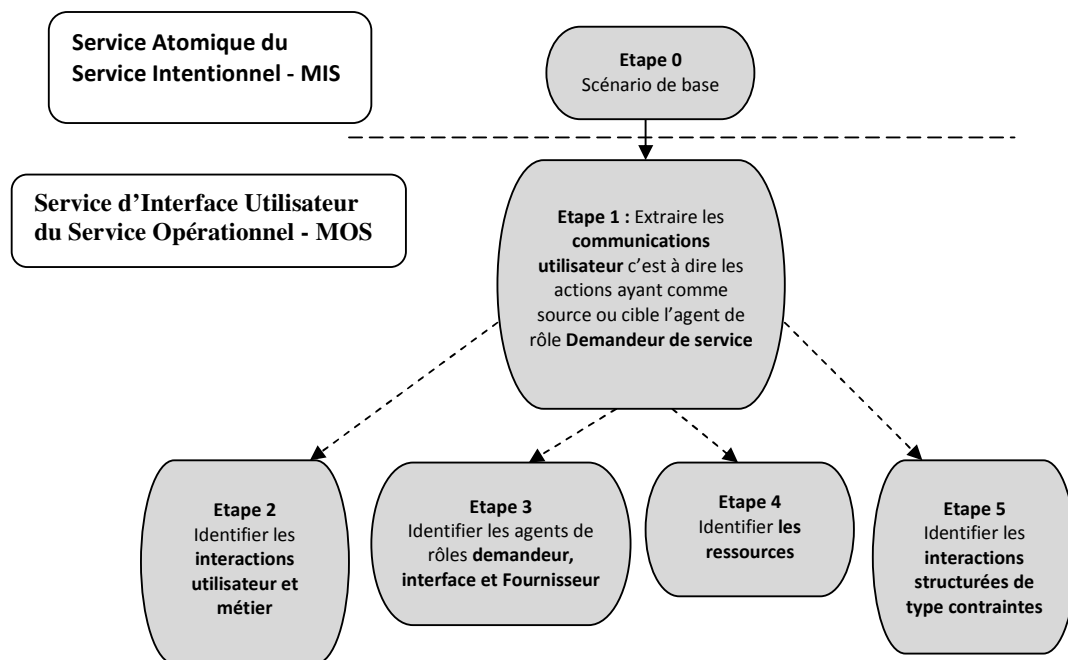 Service Atomique du
Service Intentionnel - MIS
Etape 0
Scénario de base
Service d’Interface Utilisateur
du Service Opérationnel - MOS
Etape 1 : Extraire les
communications
utilisateur c’est à dire les
actions ayant comme
source ou cible l’agent de
rôle Demandeur de service
Etape 2
Identifier les
interactions
utilisateur et
métier
Etape 3
Identifier les agents de
rôles demandeur,
interface et Fournisseur
Etape 4
Identifier les
ressources
Etape 5
Identifier les
interactions
structurées de
type contraintes